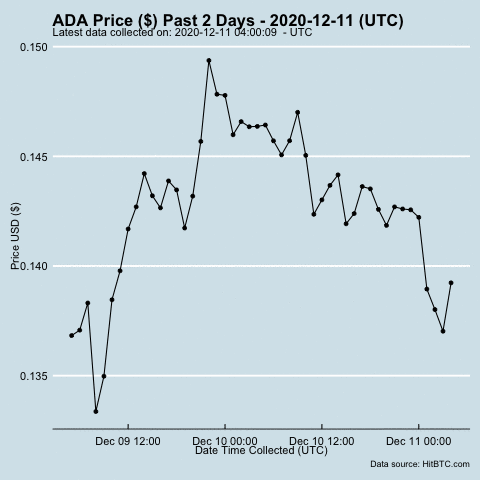 ADA Price ($) Past 2 Days - 2020-12-11 (UTC)
Latest data collected on: 2020-12-11 04:00:09  - UTC
0.150
0.145
0.140
0.135
Price USD ($)
Dec 09 12:00 Dec 10 00:00 Dec 10 12:00 Dec 11 00:00
Date Time Collected (UTC)
Data source: HitBTC.com